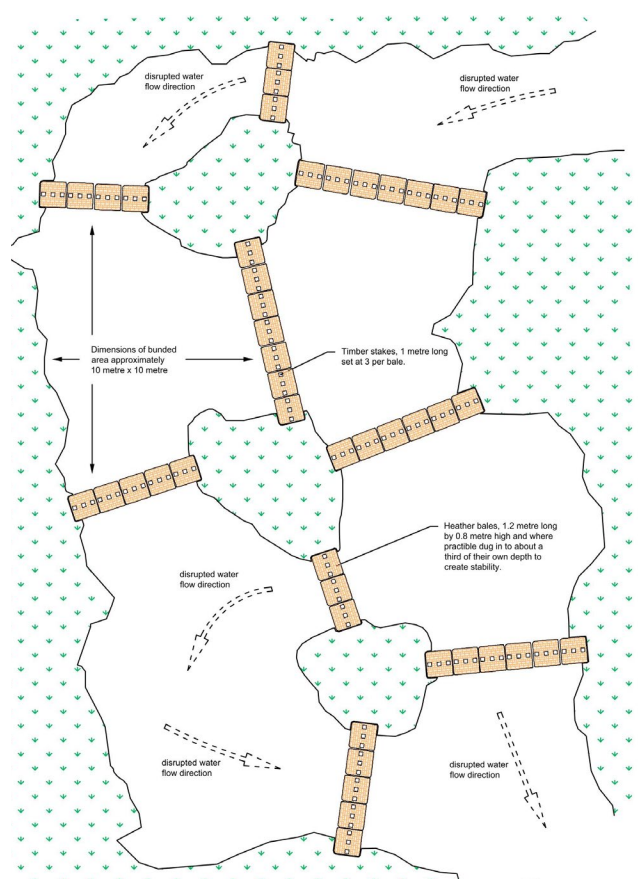 disrupted water
flow direction
disrupted water
flow direction
Dimensions of bunded
area approximately
10 metre x 10 metre
Timber stakes, 1 metre long
set at 3 per bale.
Heather bales, 1.2 metre long
by 0.8 metre high and where
practible dug in to about a
third of their own depth to
create stability.
disrupted water
flow direction
disrupted water
flow direction
disrupted water
flow direction